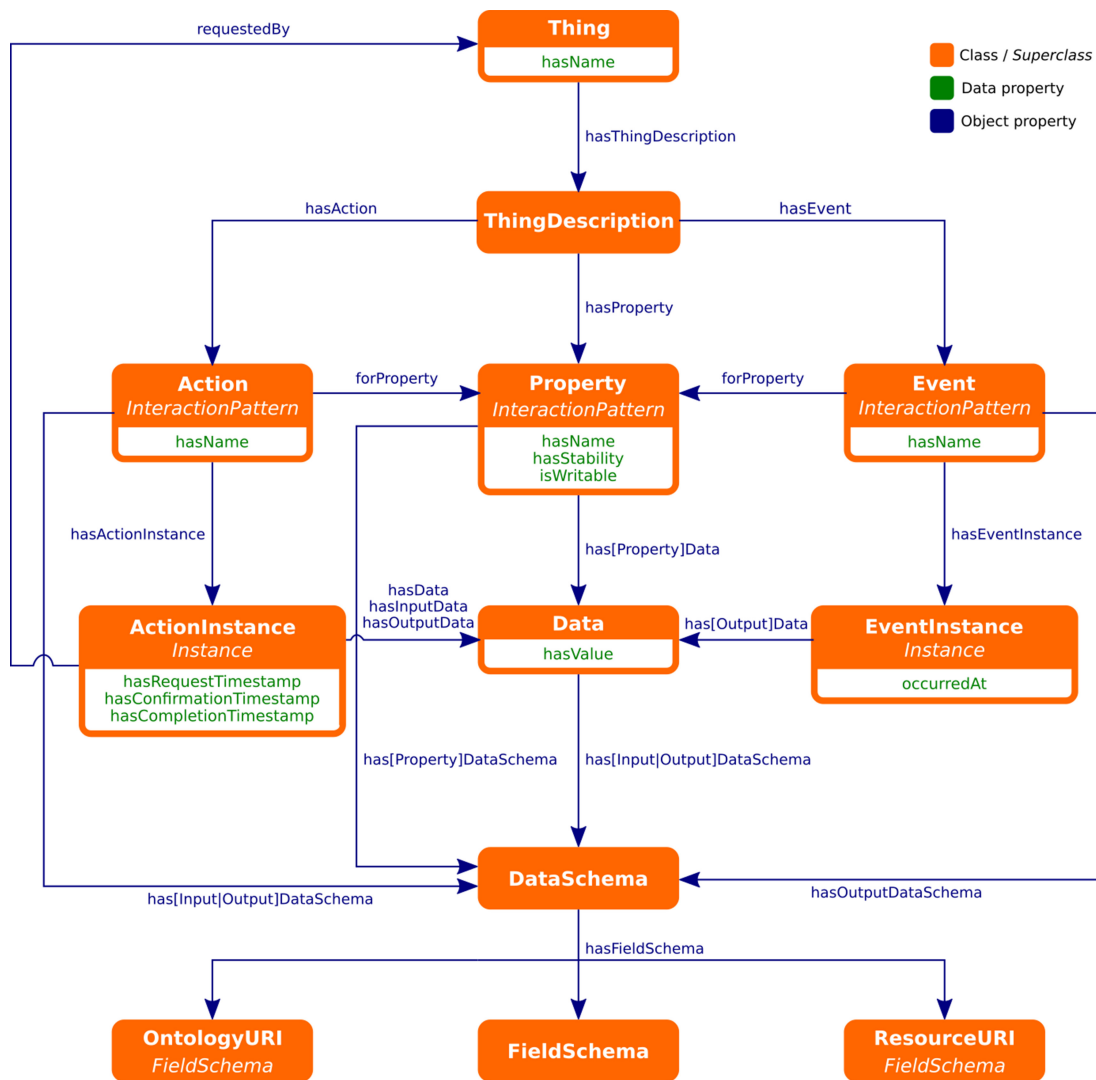 requestedBy
Thing
hasName
Class / Superclass
Data property
Object property
hasThingDescription
hasAction
ThingDescription
hasEvent
hasProperty
Action
InteractionPattern
hasName
forProperty
Property
InteractionPattern
hasName
hasStability
isWritable
forProperty
Event
InteractionPattern
hasName
hasActionInstance
has[Property]Data
hasEventInstance
ActionInstance
Instance
hasRequestTimestamp
hasConfirmationTimestamp
hasCompletionTimestamp
hasData
hasInputData
hasOutputData
Data
hasValue
has[Output]Data
EventInstance
Instance
occurredAt
has[Property]DataSchema
has[Input|Output]DataSchema
DataSchema
has[Input|Output]DataSchema
hasOutputDataSchema
hasFieldSchema
OntologyURI
FieldSchema
FieldSchema
ResourceURI
FieldSchema